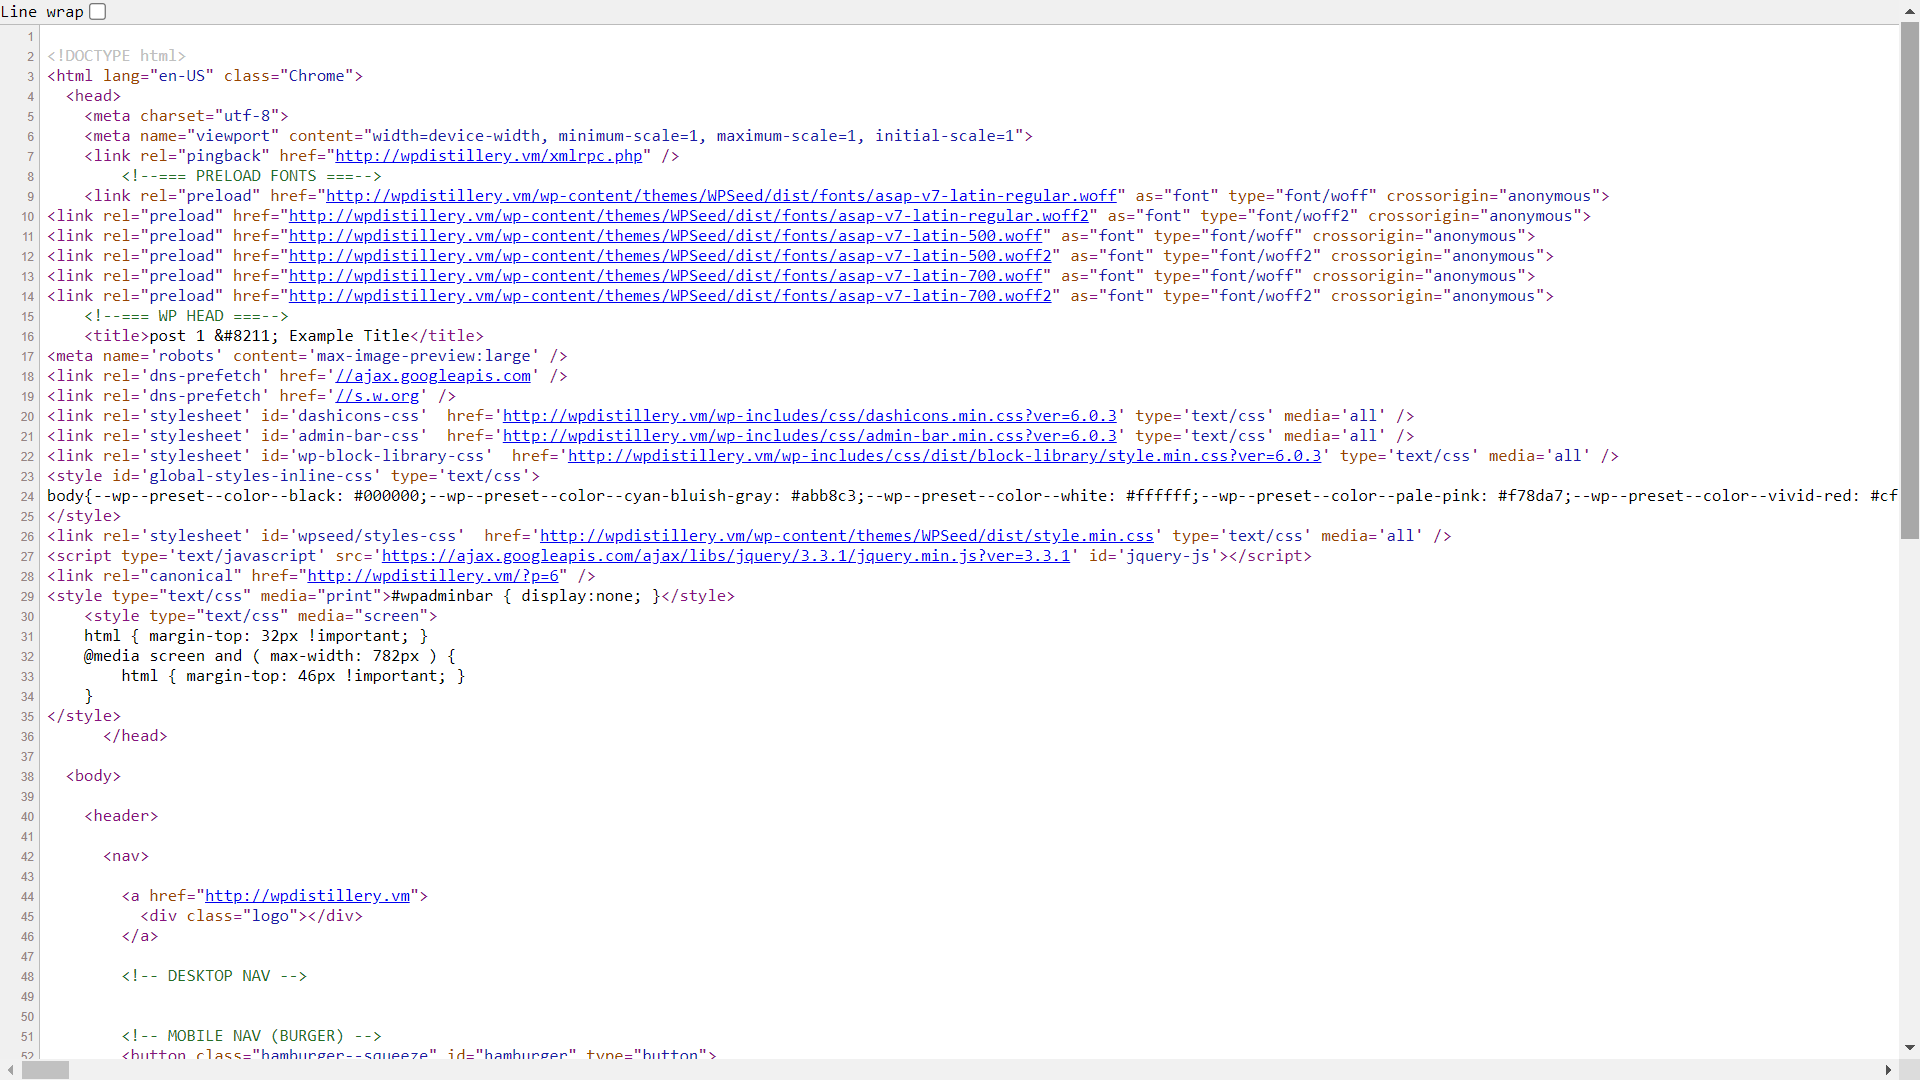 Line wrap
1
2 <!DOCTYPE html>
3 <html lang="en-US" class="Chrome">
4   <head>
5     <meta charset="utf-8">
6     <meta name="viewport" content="width=device-width, minimum-scale=1, maximum-scale=1, initial-scale=1">
7     <link rel="pingback" href="http://wpdistillery.vm/xmlrpc.php" />
8         <!--=== PRELOAD FONTS ===-->
9     <link rel="preload" href="http://wpdistillery.vm/wp-content/themes/WPSeed/dist/fonts/asap-v7-latin-regular.woff" as="font" type="font/woff" crossorigin="anonymous">
10 <link rel="preload" href="http://wpdistillery.vm/wp-content/themes/WPSeed/dist/fonts/asap-v7-latin-regular.woff2" as="font" type="font/woff2" crossorigin="anonymous">
11 <link rel="preload" href="http://wpdistillery.vm/wp-content/themes/WPSeed/dist/fonts/asap-v7-latin-500.woff" as="font" type="font/woff" crossorigin="anonymous">
12 <link rel="preload" href="http://wpdistillery.vm/wp-content/themes/WPSeed/dist/fonts/asap-v7-latin-500.woff2" as="font" type="font/woff2" crossorigin="anonymous">
13 <link rel="preload" href="http://wpdistillery.vm/wp-content/themes/WPSeed/dist/fonts/asap-v7-latin-700.woff" as="font" type="font/woff" crossorigin="anonymous">
14 <link rel="preload" href="http://wpdistillery.vm/wp-content/themes/WPSeed/dist/fonts/asap-v7-latin-700.woff2" as="font" type="font/woff2" crossorigin="anonymous">
15     <!--=== WP HEAD ===-->
16     <title>post 1 &#8211; Example Title</title>
17 <meta name='robots' content='max-image-preview:large' />
18 <link rel='dns-prefetch' href='//ajax.googleapis.com' />
19 <link rel='dns-prefetch' href='//s.w.org' />
20 <link rel='stylesheet' id='dashicons-css'  href='http://wpdistillery.vm/wp-includes/css/dashicons.min.css?ver=6.0.3' type='text/css' media='all' />
21 <link rel='stylesheet' id='admin-bar-css'  href='http://wpdistillery.vm/wp-includes/css/admin-bar.min.css?ver=6.0.3' type='text/css' media='all' />
22 <link rel='stylesheet' id='wp-block-library-css'  href='http://wpdistillery.vm/wp-includes/css/dist/block-library/style.min.css?ver=6.0.3' type='text/css' media='all' />
23 <style id='global-styles-inline-css' type='text/css'>
24 body{--wp--preset--color--black: #000000;--wp--preset--color--cyan-bluish-gray: #abb8c3;--wp--preset--color--white: #ffffff;--wp--preset--color--pale-pink: #f78da7;--wp--preset--color--vivid-red: #cf
25 </style>
26 <link rel='stylesheet' id='wpseed/styles-css'  href='http://wpdistillery.vm/wp-content/themes/WPSeed/dist/style.min.css' type='text/css' media='all' />
27 <script type='text/javascript' src='https://ajax.googleapis.com/ajax/libs/jquery/3.3.1/jquery.min.js?ver=3.3.1' id='jquery-js'></script>
28 <link rel="canonical" href="http://wpdistillery.vm/?p=6" />
29 <style type="text/css" media="print">#wpadminbar { display:none; }</style>
30     <style type="text/css" media="screen">
31     html { margin-top: 32px !important; }
32     @media screen and ( max-width: 782px ) {
33         html { margin-top: 46px !important; }
34     }
35 </style>
36       </head>
37
38   <body>
39
40     <header>
41
42       <nav>
43
44         <a href="http://wpdistillery.vm">
45           <div class="logo"></div>
46         </a>
47
48         <!-- DESKTOP NAV -->
49
50
51         <!-- MOBILE NAV (BURGER) -->
52         <button class="hamburger--squeeze" id="hamburger" type="button">